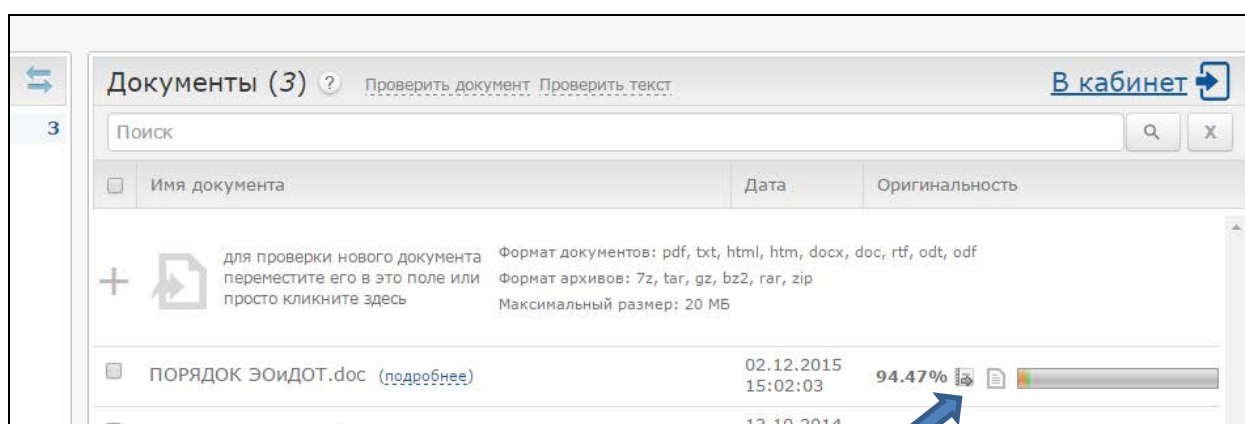 Документы (3) ? Проверить документ Проверить текст В кабинет
3
Поиск X
Имя документа Дата Оригинальность
для проверки нового документа
переместите его в это поле или
просто кликните здесь
Формат документов: pdf, txt, html, htm, docx, doc, rtf, odt, odf
Формат архивов: 7z, tar, gz, bz2, rar, zip
Максимальный размер: 20 МБ
ПОРЯДОК ЭОиДОТ.doc (подробнее) 02.12.2015
15:02:03 94.47%